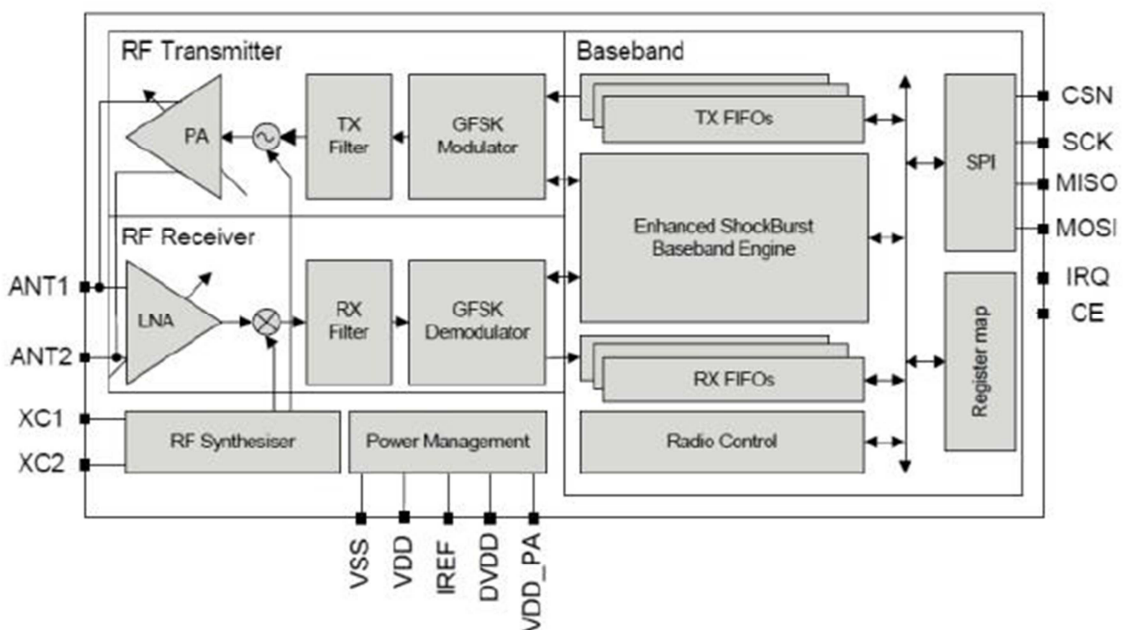 RF Transmitter
Baseband
PA
TX
Filter
GFSK
Modulator
TX FIFOs
SPI
CSN
SCK
MISO
MOSI
Enhanced ShockBurst
Baseband Engine
RF Receiver
LNA
RX
Filter
GFSK
Demodulator
RX FIFOs
Register map
IRQ
CE
ANT1
ANT2
XC1
XC2
RF Synthesiser
Power Management
Radio Control
VSS
VDD
IREF
DVDD
VDD_PA